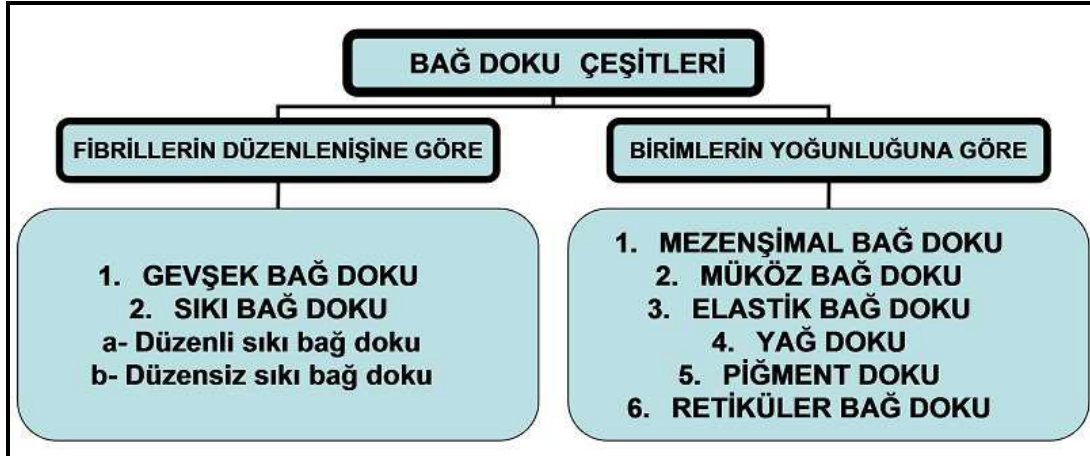 BAĞ DOKU ÇEŞİTLERİ
FİBRİLLERİN DÜZENLENİŞİNE GÖRE
1. GEVŞEK BAĞ DOKU
2. SIKI BAĞ DOKU
a- Düzenli sıkı bağ doku
b- Düzensiz sıkı bağ doku
BİRİMLERİN YOĞUNLUĞUNA GÖRE
1. MEZENŞİMAL BAĞ DOKU
2. MÜKÖZ BAĞ DOKU
3. ELASTİK BAĞ DOKU
4. YAĞ DOKU
5. PİĞMENT DOKU
6. RETİKÜLER BAĞ DOKU